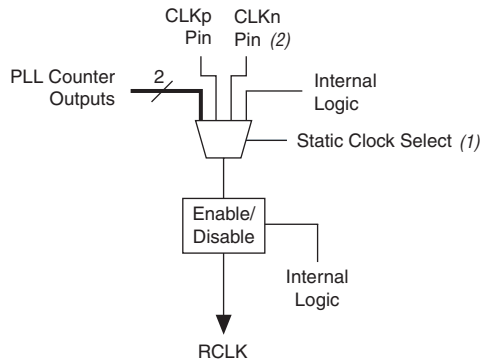 CLKp
Pin
CLKn
Pin (2)
PLL Counter
Outputs
2
Internal
Logic
Static Clock Select (1)
Enable/
Disable
Internal
Logic
RCLK